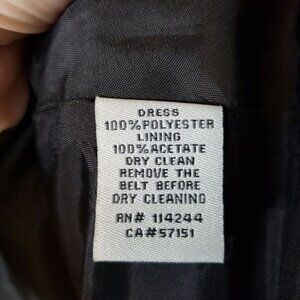 DRESS
100%POLYESTER
LINING
100%ACETATE
DRY CLEAN
REMOVE THE
BELT BEFORE
DRY CLEANING
RN# 114244
CA#57151